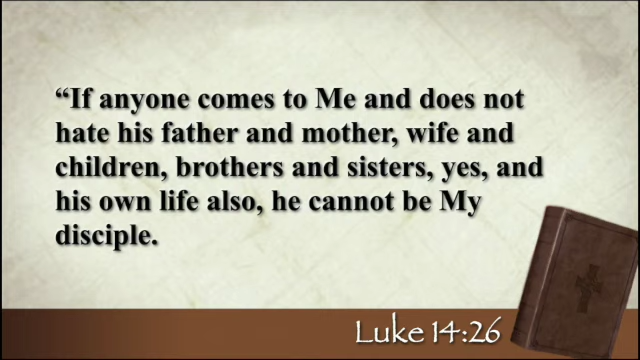 “If anyone comes to Me and does not
hate his father and mother, wife and
children, brothers and sisters, yes, and
his own life also, he cannot be My
disciple.
Luke 14:26